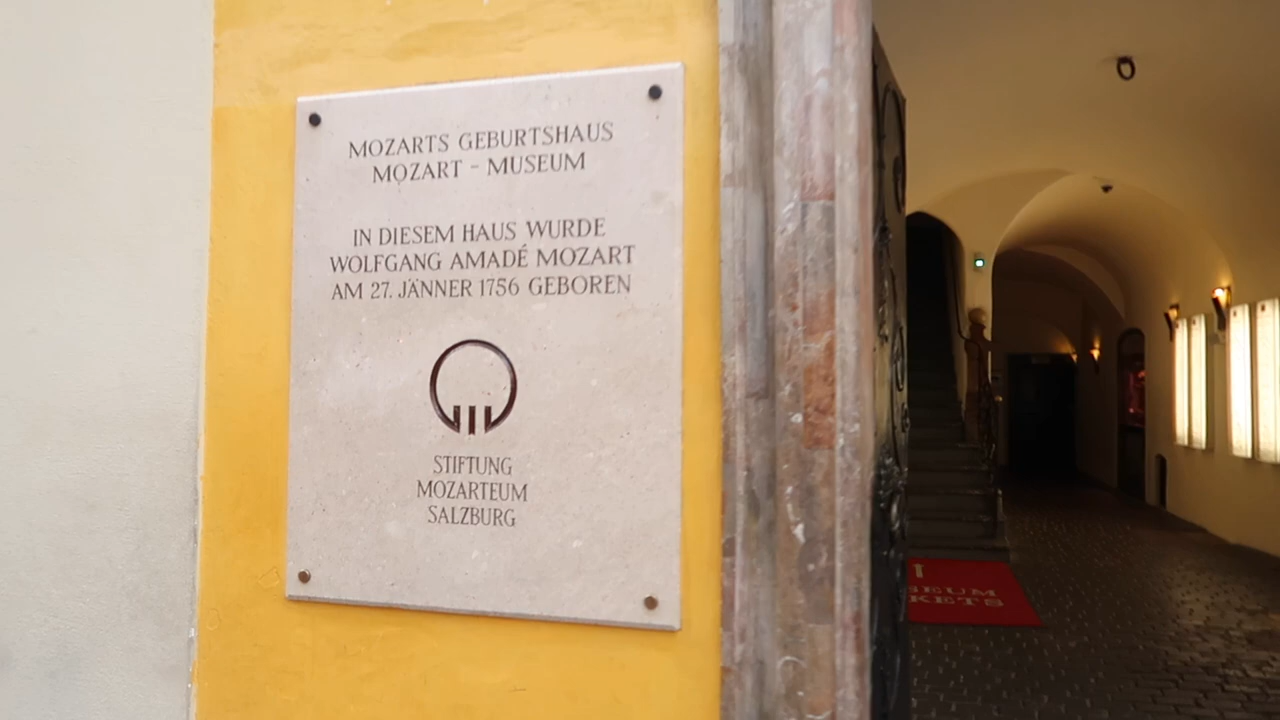 MOZARTS GEBURTSHAUS
MOZART - MUSEUM
IN DIESEM HAUS WURDE
WOLFGANG AMADÉ MOZART
AM 27. JÄNNER 1756 GEBOREN
STIFTUNG
MOZARTEUM
SALZBURG